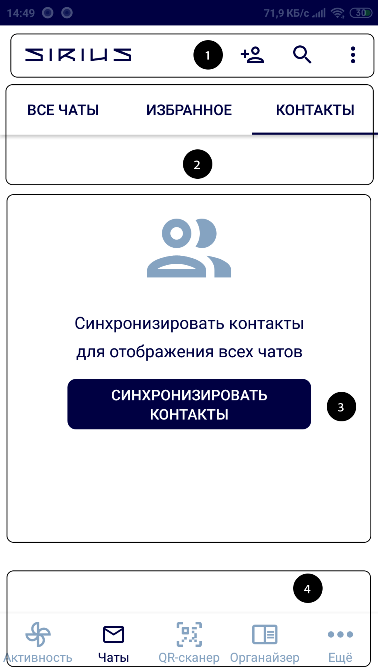 14:49 71,9 КБ/с 30
SIRIUS 1
ВСЕ ЧАТЫ ИЗБРАННОЕ КОНТАКТЫ
2
Синхронизировать контакты
для отображения всех чатов
СИНХРОНИЗИРОВАТЬ
КОНТАКТЫ
3
4
Активность Чаты QR-сканер Органайзер Ещё